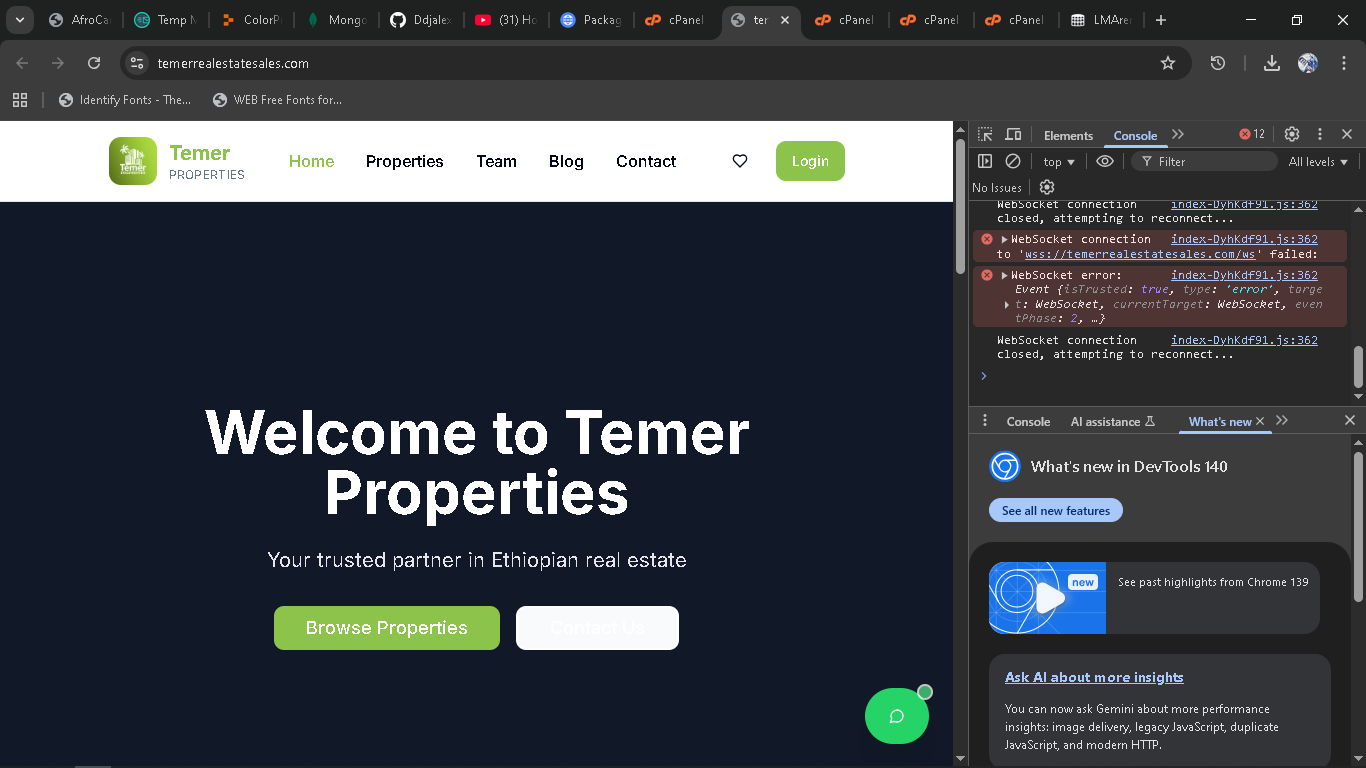 AfroCa
Temp M
ColorP
Mongo
Ddjalex
(31) Ho
Packag
cPanel
ter
cPanel
cPanel
cPanel
LMAre
temerrealestatesales.com
Identify Fonts - The...
WEB Free Fonts for...
Temer
PROPERTIES
Temer
Home
Properties
Team
Blog
Contact
Login
Welcome to Temer
Properties
Your trusted partner in Ethiopian real estate
Browse Properties
Contact Us
Elements
Console
12
top
Filter
All levels
No Issues
WebSocket connection index-DyhKdf91.js:362
closed, attempting to reconnect...
WebSocket connection index-DyhKdf91.js:362
to 'wss://temerrealestatesales.com/ws' failed:
WebSocket error: index-DyhKdf91.js:362
Event {isTrusted: true, type: 'error', targe
t: WebSocket, currentTarget: WebSocket, even
tPhase: 2, …}
WebSocket connection index-DyhKdf91.js:362
closed, attempting to reconnect...
Console
AI assistance
What's new
What's new in DevTools 140
See all new features
new
See past highlights from Chrome 139
Ask AI about more insights
You can now ask Gemini about more performance
insights: image delivery, legacy JavaScript, duplicate
JavaScript, and modern HTTP.